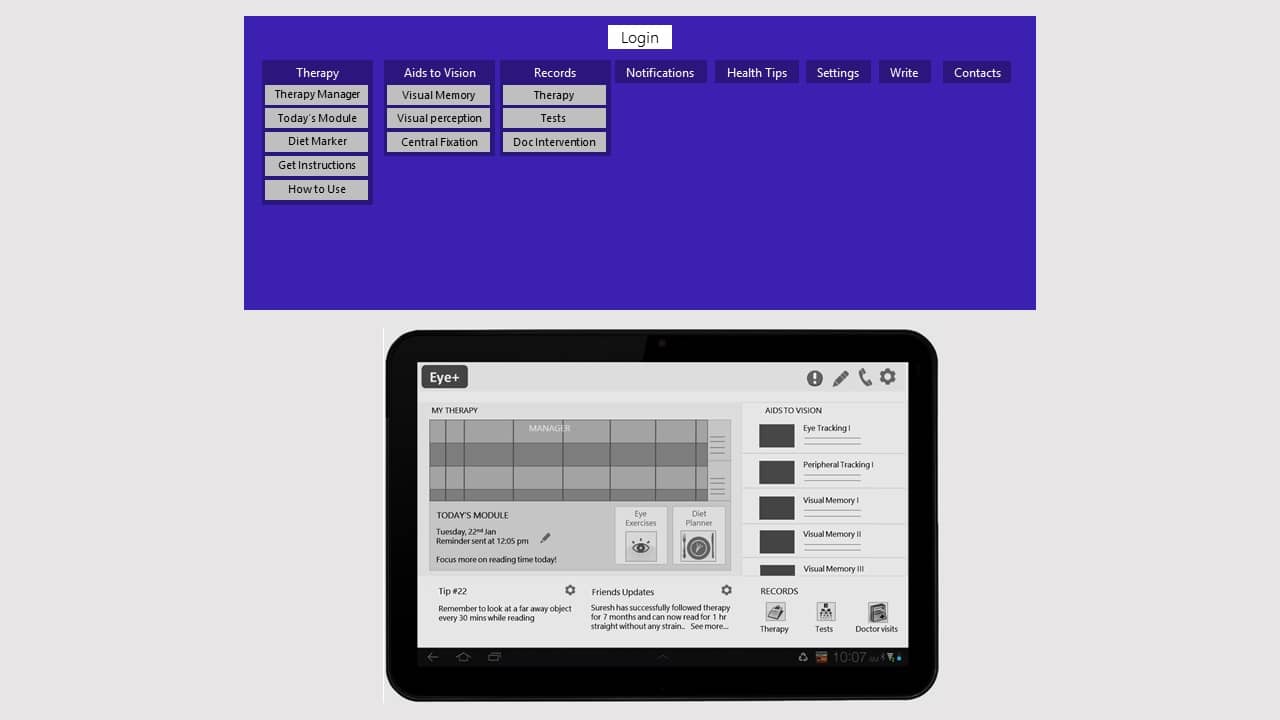 Login
Therapy
Aids to Vision
Records
Notifications
Health Tips
Settings
Write
Contacts
Therapy Manager
Today's Module
Diet Marker
Get Instructions
How to Use
Visual Memory
Visual perception
Central Fixation
Therapy
Tests
Doc Intervention
Eye+
MY THERAPY
MANAGER
TODAY'S MODULE
Tuesday, 22nd Jan
Reminder sent at 12:05 pm
Focus more on reading time today!
Eye
Exercises
Diet
Planner
AIDS TO VISION
Eye Tracking I
Peripheral Tracking I
Visual Memory I
Visual Memory II
Visual Memory III
Tip #22
Remember to look at a far away object
every 30 mins while reading
Friends Updates
Suresh has successfully followed therapy
for 7 months and can now read for 1 hr
straight without any strain.. See more...
RECORDS
Therapy
Tests
Doctor visits
10:07 AM